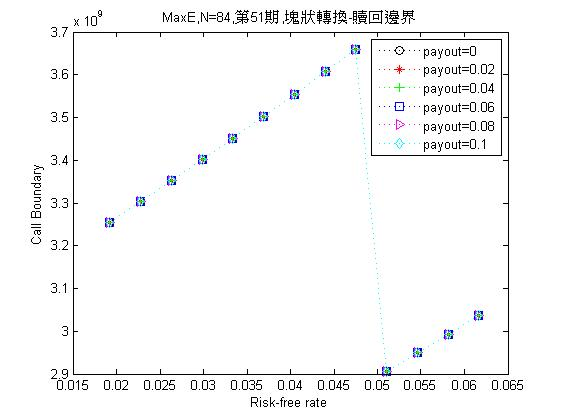 MaxE,N=84,第51期,塊狀轉換-贖回邊界
x 10^9
3.7
3.6
3.5
3.4
3.3
3.2
3.1
3
2.9
Call Boundary
payout=0
payout=0.02
payout=0.04
payout=0.06
payout=0.08
payout=0.1
0.015
0.02
0.025
0.03
0.035
0.04
0.045
0.05
0.055
0.06
0.065
Risk-free rate